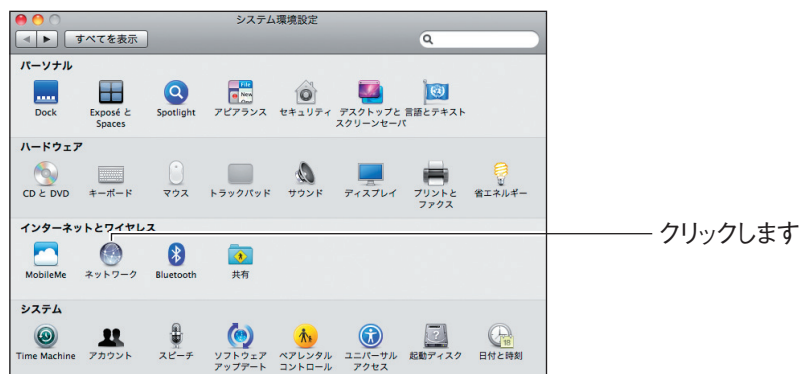 システム環境設定
すべてを表示
パーソナル
Dock
Exposé と
Spaces
Spotlight
アピアランス
セキュリティ
デスクトップと
スクリーンセーバ
言語とテキスト
ハードウェア
CD と DVD
キーボード
マウス
トラックパッド
サウンド
ディスプレイ
プリントと
ファクス
省エネルギー
インターネットとワイヤレス
MobileMe
ネットワーク
Bluetooth
共有
クリックします
システム
Time Machine
アカウント
スピーチ
ソフトウェア
アップデート
ペアレンタル
コントロール
ユニバーサル
アクセス
起動ディスク
日付と時刻